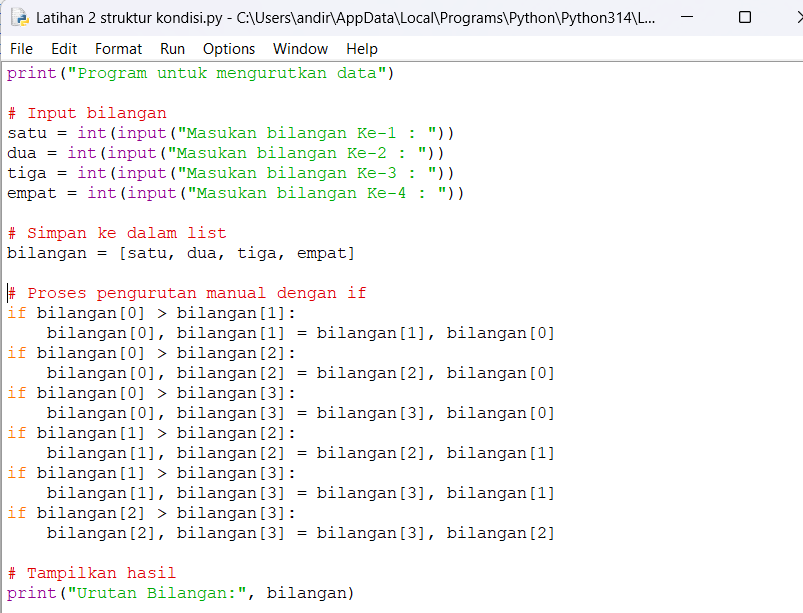 Latihan 2 struktur kondisi.py - C:\Users\andir\AppData\Local\Programs\Python\Python314\L...
File Edit Format Run Options Window Help
print("Program untuk mengurutkan data")

# Input bilangan
satu = int(input("Masukan bilangan Ke-1 : "))
dua = int(input("Masukan bilangan Ke-2 : "))
tiga = int(input("Masukan bilangan Ke-3 : "))
empat = int(input("Masukan bilangan Ke-4 : "))

# Simpan ke dalam list
bilangan = [satu, dua, tiga, empat]

# Proses pengurutan manual dengan if
if bilangan[0] > bilangan[1]:
    bilangan[0], bilangan[1] = bilangan[1], bilangan[0]
if bilangan[0] > bilangan[2]:
    bilangan[0], bilangan[2] = bilangan[2], bilangan[0]
if bilangan[0] > bilangan[3]:
    bilangan[0], bilangan[3] = bilangan[3], bilangan[0]
if bilangan[1] > bilangan[2]:
    bilangan[1], bilangan[2] = bilangan[2], bilangan[1]
if bilangan[1] > bilangan[3]:
    bilangan[1], bilangan[3] = bilangan[3], bilangan[1]
if bilangan[2] > bilangan[3]:
    bilangan[2], bilangan[3] = bilangan[3], bilangan[2]

# Tampilkan hasil
print("Urutan Bilangan:", bilangan)